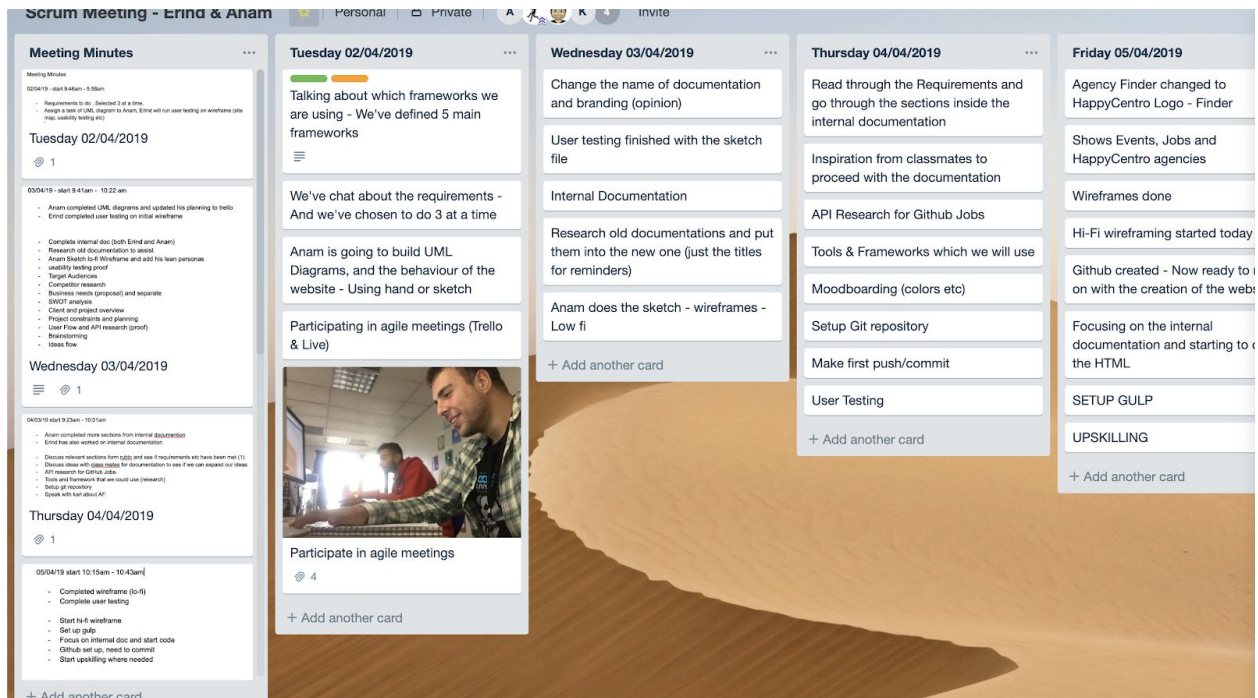 Scrum Meeting - Erind & Anam
Personal
Private
A
K
4
Invite
Meeting Minutes
Meeting Minutes
02/04/19 - start 9:46am - 9:58am
- Requirements to do . Selected 3 at a time.
- Assign a task of UML diagram to Anam, Erind will run user testing on wireframe (site
map, usability testing etc)
Tuesday 02/04/2019
1
03/04/19 - start 9:41am - 10:22 am
- Anam completed UML diagrams and updated his planning to trello
- Erind completed user testing on initial wireframe
- Complete internal doc (both Erind and Anam)
- Research old documentation to assist
- Anam Sketch lo-fi Wireframe and add his lean personas
- usability testing proof
- Target Audiences
- Competitor research
- Business needs (proposal) and separate
- SWOT analysis
- Client and project overview
- Project constraints and planning
- User Flow and API research (proof)
- Brainstorming
- Ideas flow
Wednesday 03/04/2019
1
04/03/19 start 9:23am - 10:01am
- Anam completed more sections from internal documention
- Erind has also worked on internal documentation
- Discuss relevant sections form rubic and see if requirements etc have been met (1)
- Discuss ideas with class mates for documentation to see if we can expand our ideas
- API research for GitHub Jobs.
- Tools and framework that we could use (research)
- Setup git repository
- Speak with karl about AF.
Thursday 04/04/2019
1
05/04/19 start 10:15am - 10:43am
- Completed wireframe (lo-fi)
- Complete user testing
- Start hi-fi wireframe
- Set up gulp
- Focus on internal doc and start code
- Github set up, need to commit
- Start upskilling where needed
+ Add another card
Tuesday 02/04/2019
Talking about which frameworks we
are using - We've defined 5 main
frameworks
We've chat about the requirements -
And we've chosen to do 3 at a time
Anam is going to build UML
Diagrams, and the behaviour of the
website - Using hand or sketch
Participating in agile meetings (Trello
& Live)
Participate in agile meetings
4
+ Add another card
Wednesday 03/04/2019
Change the name of documentation
and branding (opinion)
User testing finished with the sketch
file
Internal Documentation
Research old documentations and put
them into the new one (just the titles
for reminders)
Anam does the sketch - wireframes -
Low fi
+ Add another card
Thursday 04/04/2019
Read through the Requirements and
go through the sections inside the
internal documentation
Inspiration from classmates to
proceed with the documentation
API Research for Github Jobs
Tools & Frameworks which we will use
Moodboarding (colors etc)
Setup Git repository
Make first push/commit
User Testing
+ Add another card
Friday 05/04/2019
Agency Finder changed to
HappyCentro Logo - Finder
Shows Events, Jobs and
HappyCentro agencies
Wireframes done
Hi-Fi wireframing started today
Github created - Now ready to
on with the creation of the
Focusing on the internal
documentation and starting to
the HTML
SETUP GULP
UPSKILLING
+ Add another card